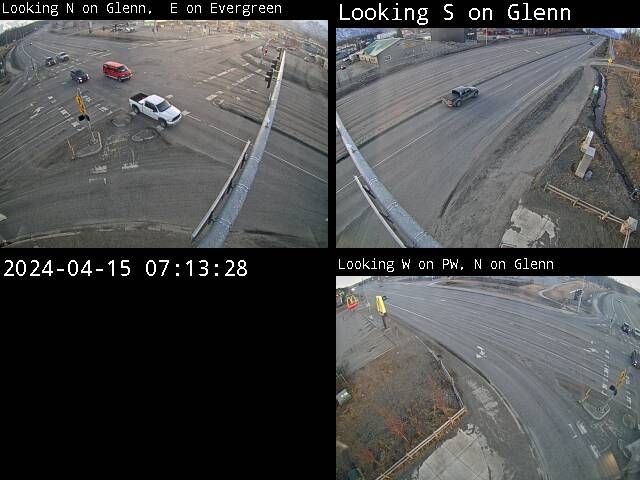 Looking N on Glenn,  E on Evergreen
Looking S on Glenn
2024-04-15 07:13:28
Looking W on PW, N on Glenn